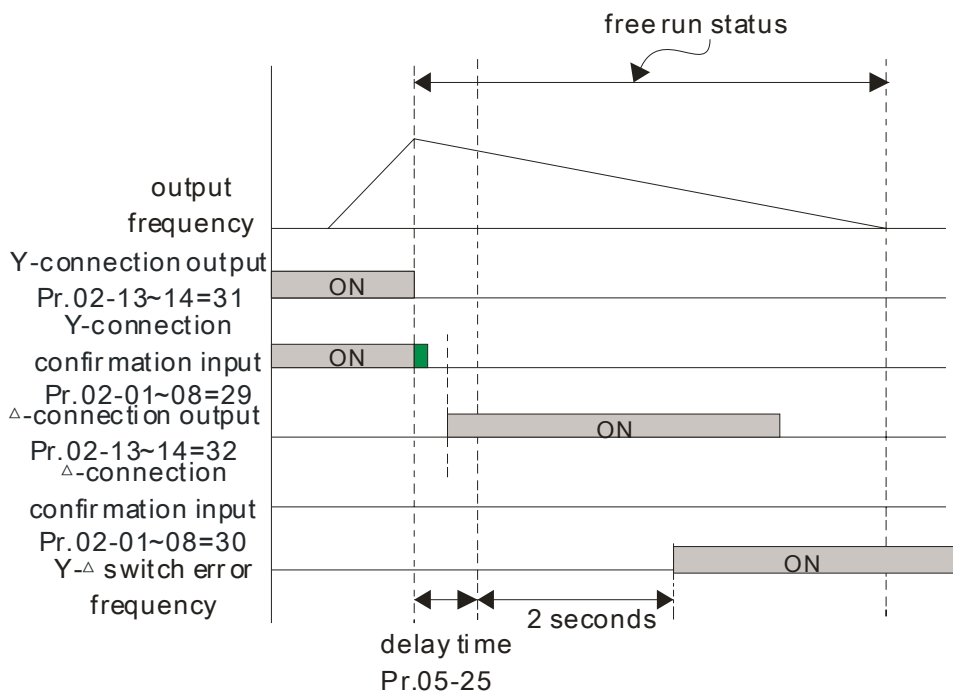 free run status
output
frequency
Y-connection output
ON
Pr.02-13~14=31
Y-connection
confirmation input
ON
Pr.02-01~08=29
△-connection output
ON
Pr.02-13~14=32
△-connection
confirmation input
Pr.02-01~08=30
Y-△ switch error
ON
frequency
2 seconds
delay time
Pr.05-25